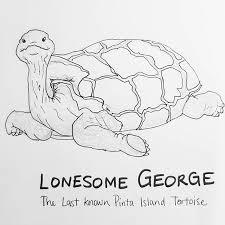 LONESOME GEORGE
The Last known Pinta Island Tortoise